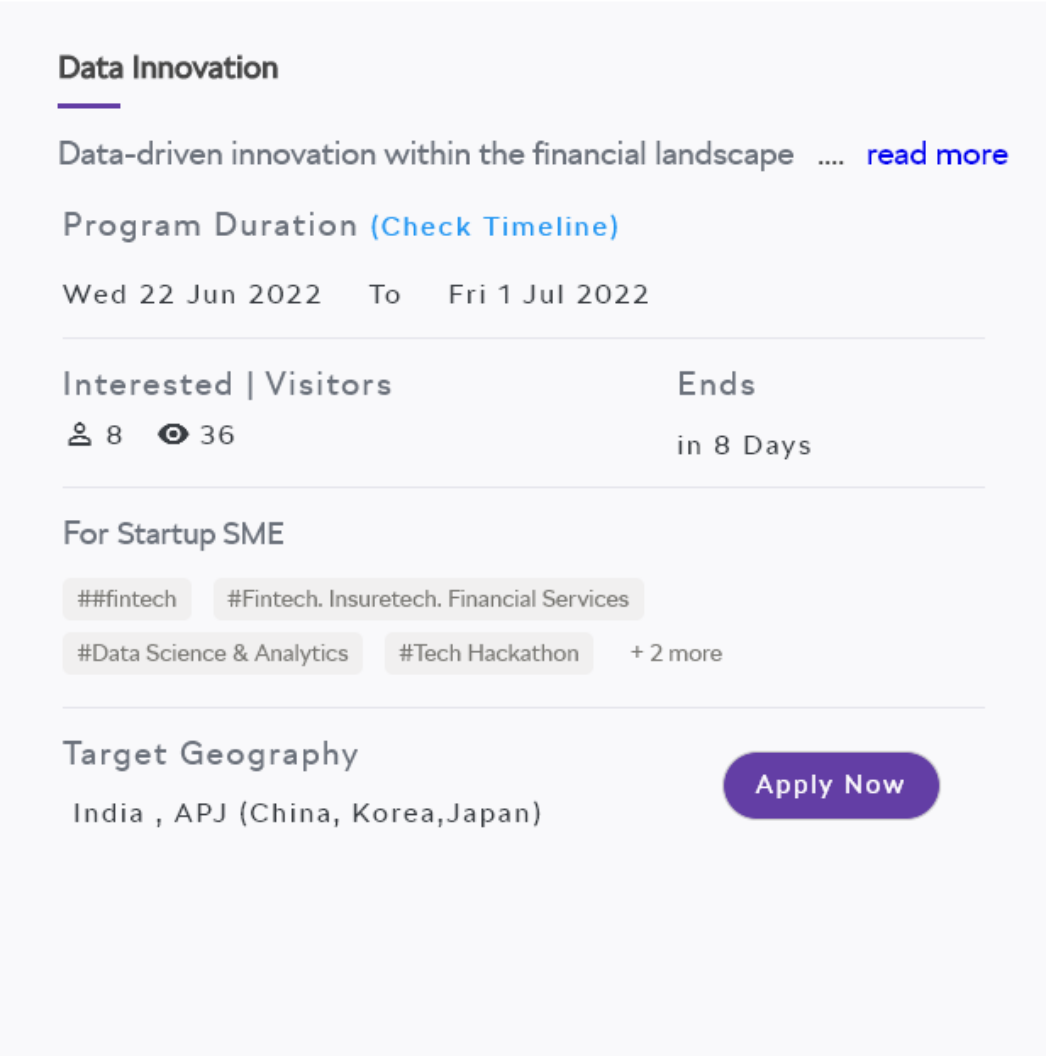 Data Innovation
Data-driven innovation within the financial landscape .... read more
Program Duration (Check Timeline)
Wed 22 Jun 2022 To Fri 1 Jul 2022
Interested | Visitors Ends
8 36
in 8 Days
For Startup SME
##fintech #Fintech. Insuretech. Financial Services
#Data Science & Analytics #Tech Hackathon + 2 more
Target Geography
Apply Now
India , APJ (China, Korea,Japan)